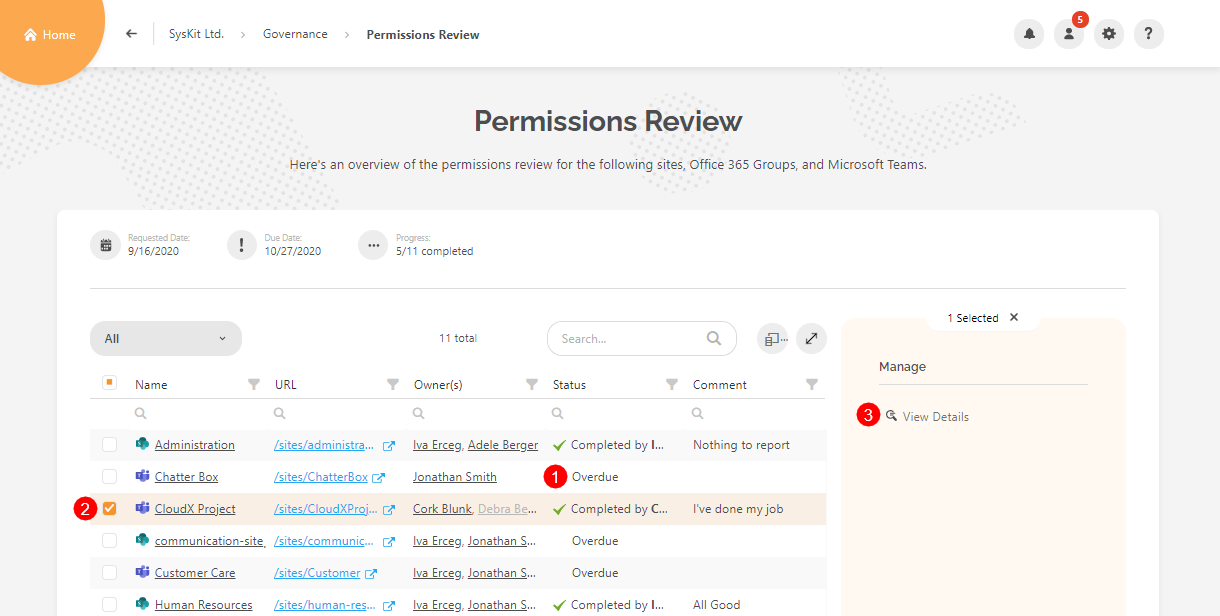 Home
SysKit Ltd. > Governance > Permissions Review
5
?
Permissions Review
Here's an overview of the permissions review for the following sites, Office 365 Groups, and Microsoft Teams.
Requested Date:
9/16/2020
Due Date:
10/27/2020
Progress:
5/11 completed
All
11 total
Search...
1 Selected
Name URL Owner(s) Status Comment
Administration /sites/administra... Iva Erceg, Adele Berger Completed by I... Nothing to report
Chatter Box /sites/ChatterBox Jonathan Smith 1 Overdue
2 CloudX Project /sites/CloudXProj... Cork Blunk, Debra Be... Completed by C... I've done my job
communication-site /sites/communic... Iva Erceg, Jonathan S... Overdue
Customer Care /sites/Customer Iva Erceg, Jonathan S... Overdue
Human Resources /sites/human-res... Iva Erceg, Jonathan S... Completed by I... All Good
Manage
3 View Details